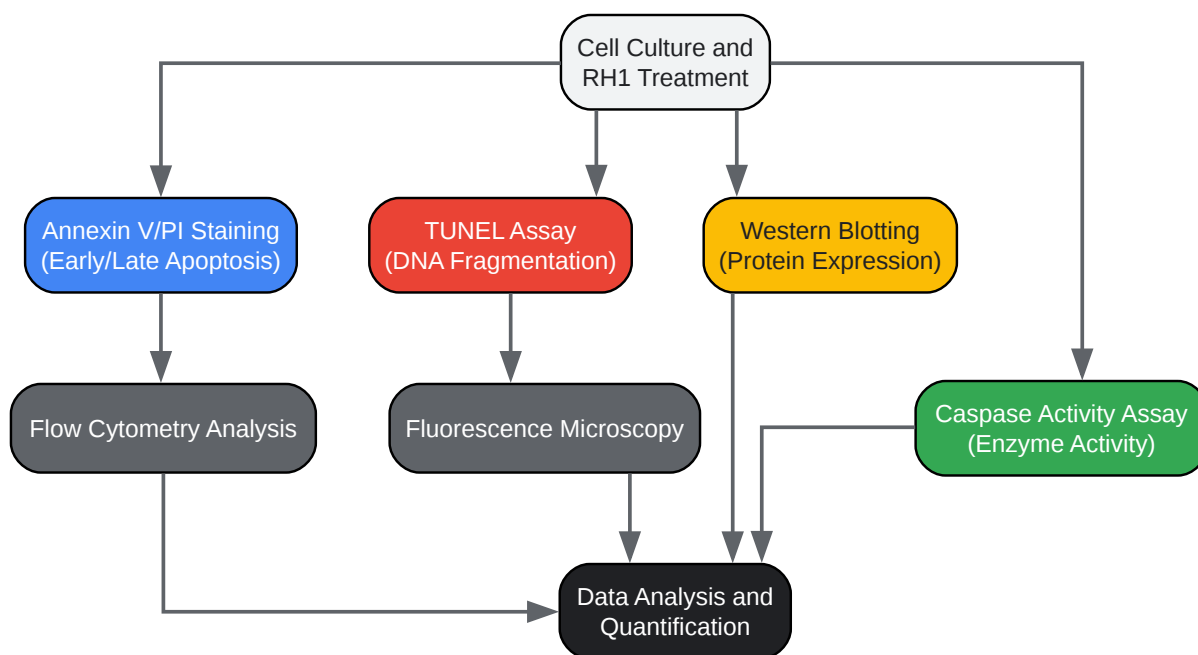 Cell Culture and
RH1 Treatment
Annexin V/PI Staining
(Early/Late Apoptosis)
TUNEL Assay
(DNA Fragmentation)
Western Blotting
(Protein Expression)
Flow Cytometry Analysis
Fluorescence Microscopy
Caspase Activity Assay
(Enzyme Activity)
Data Analysis and
Quantification